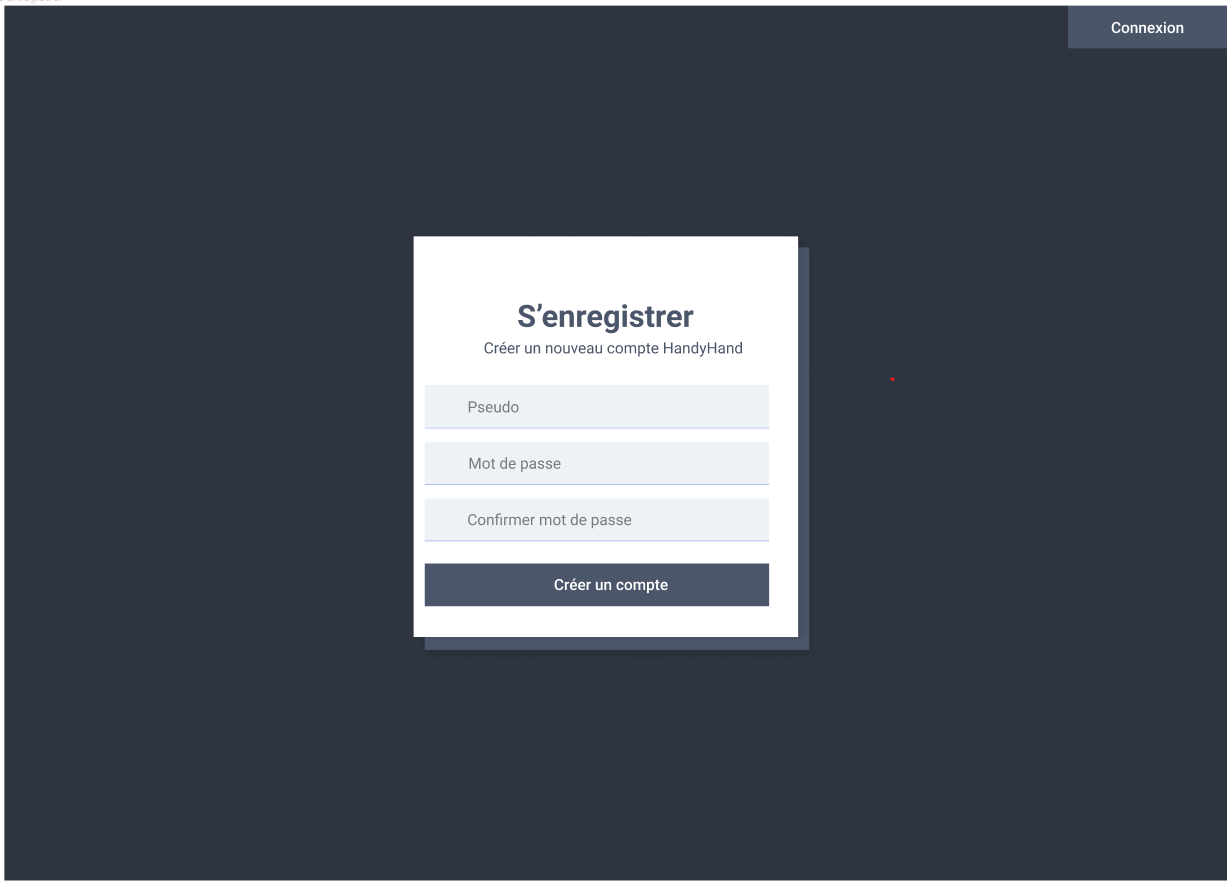 Connexion
S’enregistrer
Créer un nouveau compte HandyHand
Pseudo
Mot de passe
Confirmer mot de passe
Créer un compte